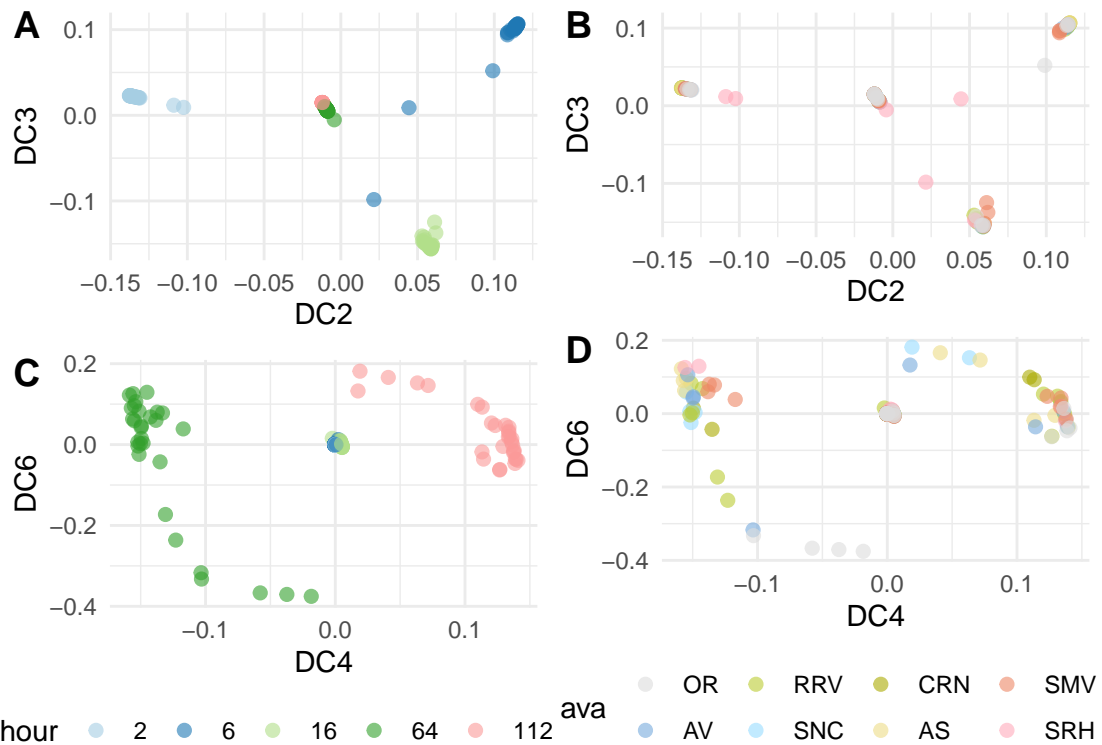 A
B
0.1
0.0
−0.1
DC3
−0.15 −0.10 −0.05 0.00 0.05 0.10
DC2
0.1
0.0
−0.1
DC3
−0.15 −0.10 −0.05 0.00 0.05 0.10
DC2
C
D
0.2
0.0
−0.2
−0.4
DC6
−0.1 0.0 0.1
DC4
0.2
0.0
−0.2
−0.4
DC6
−0.1 0.0 0.1
DC4
hour 2 6 16 64 112
ava
OR RRV CRN SMV
AV SNC AS SRH